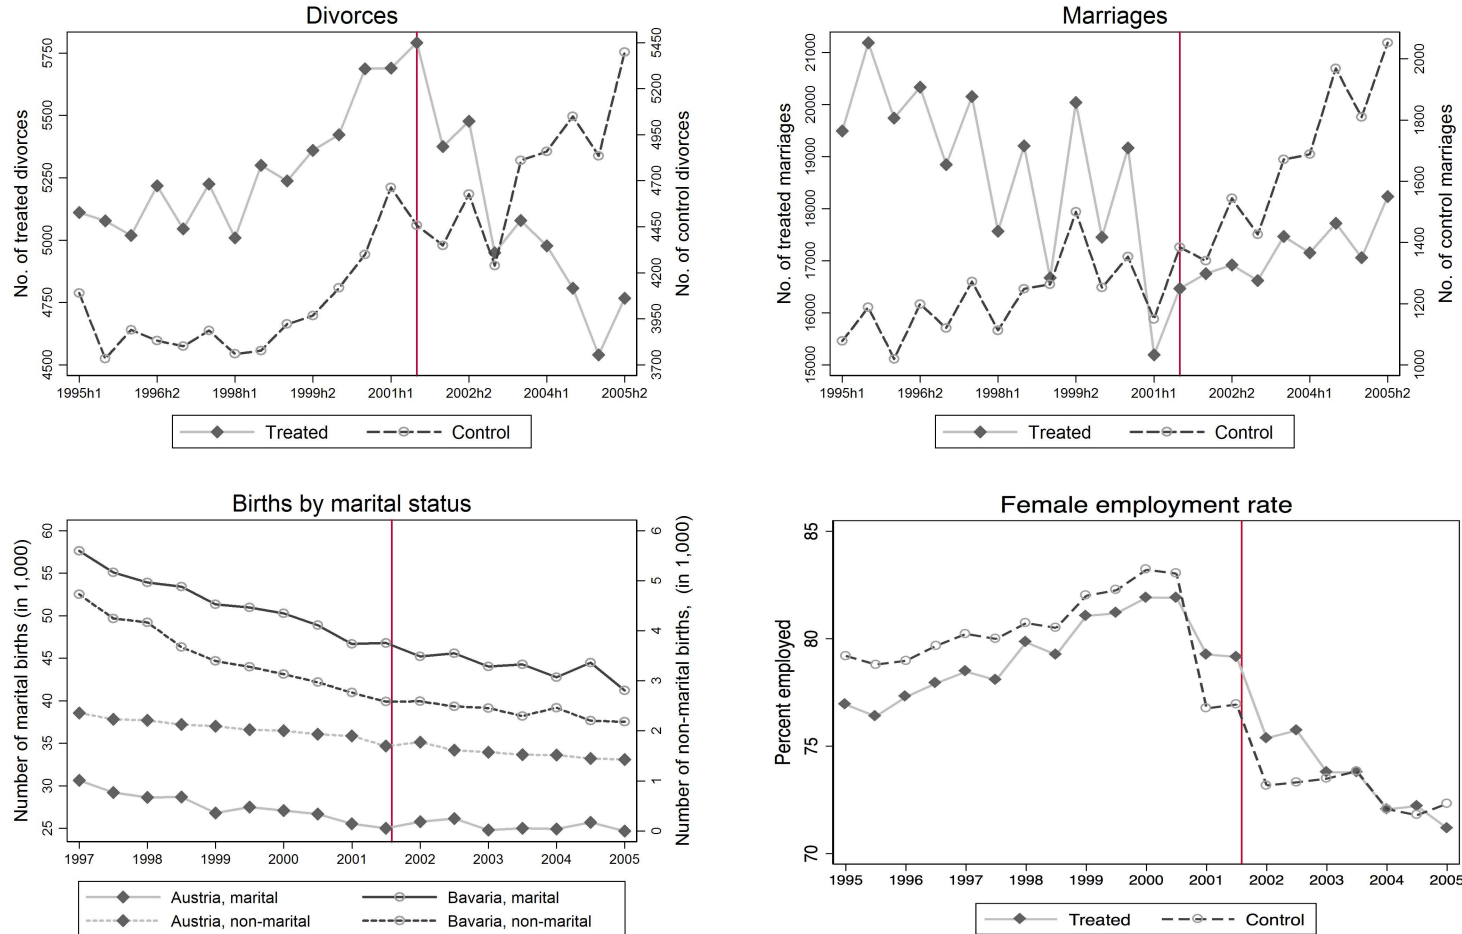 Divorces
No. of treated divorces
5750
5500
5250
5000
4750
4500
5450
5200
4950
4700
4450
4200
3950
3700
No. of control divorces
1995h1 1996h2 1998h1 1999h2 2001h1 2002h2 2004h1 2005h2
Treated Control
Marriages
No. of treated marriages
21000
20000
19000
18000
17000
16000
15000
2000
1800
1600
1400
1200
1000
No. of control marriages
1995h1 1996h2 1998h1 1999h2 2001h1 2002h2 2004h1 2005h2
Treated Control
Births by marital status
Number of marital births (in 1,000)
60
55
50
45
40
35
30
25
6
5
4
3
2
1
0
Number of non-marital births, (in 1,000)
1997 1998 1999 2000 2001 2002 2003 2004 2005
Austria, marital Bavaria, marital
Austria, non-marital Bavaria, non-marital
Female employment rate
Percent employed
85
80
75
70
1995 1996 1997 1998 1999 2000 2001 2002 2003 2004 2005
Treated Control